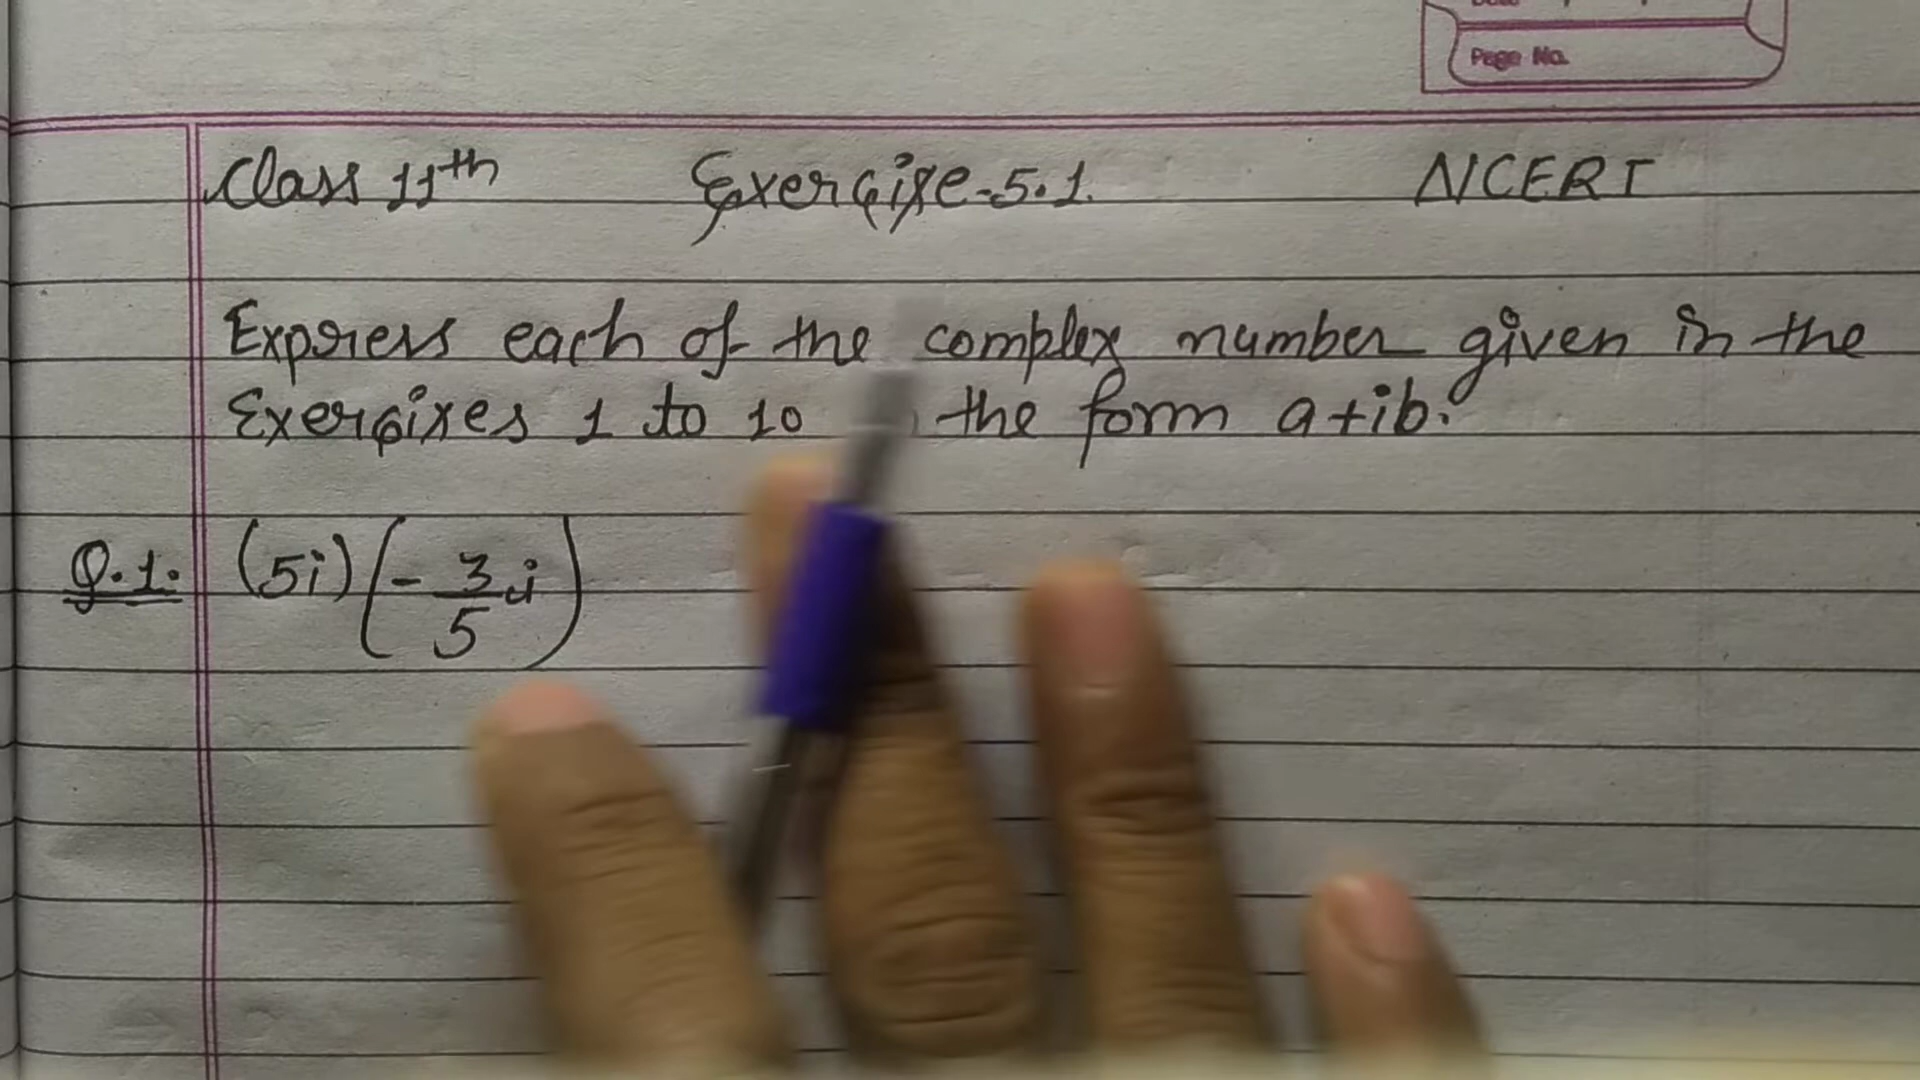 Page No.
Class 11th Exercise-5.1. NCERT
Express each of the complex number given in the
Exercises 1 to 10 the form a+ib.
Q.1. (5i)(-3/5 i)